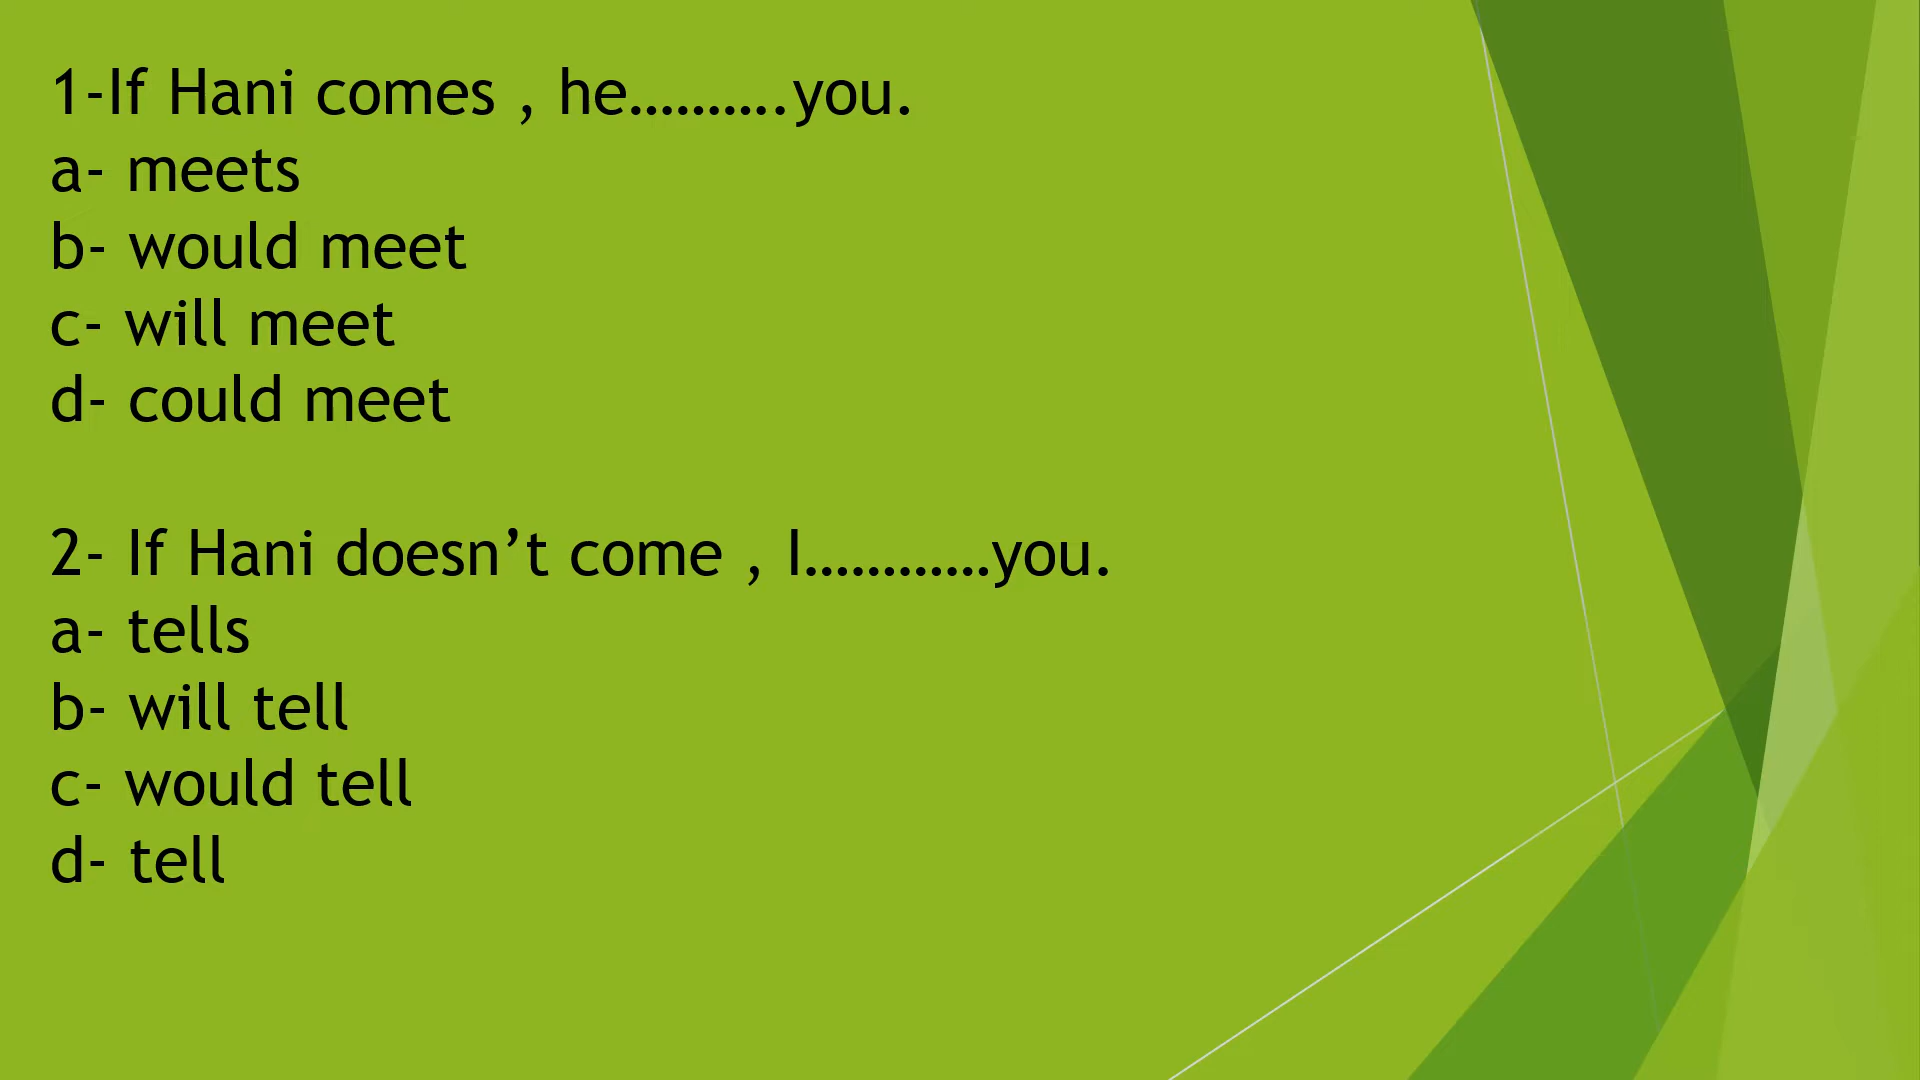 1-If Hani comes , he……….you.
a- meets
b- would meet
c- will meet
d- could meet
2- If Hani doesn’t come , I…………you.
a- tells
b- will tell
c- would tell
d- tell